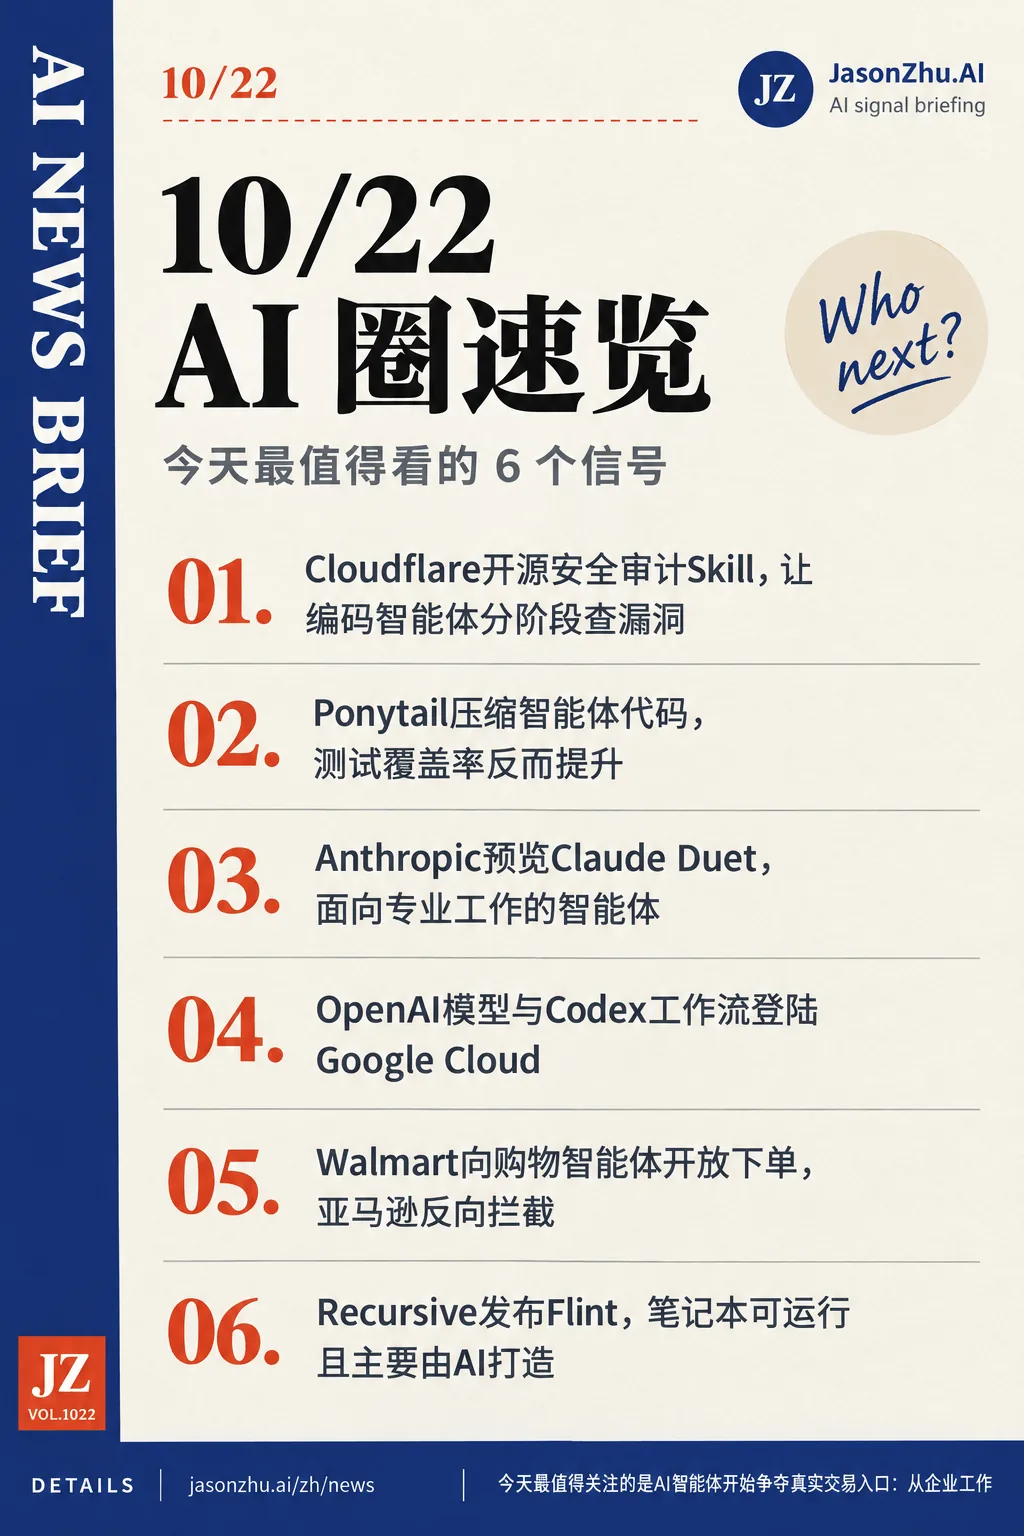 AI NEWS BRIEF
10/22
JZ
JasonZhu.AI
AI signal briefing
10/22
AI 圈速览
Who
next?
今天最值得看的 6 个信号
01.
Cloudflare开源安全审计Skill，让
编码智能体分阶段查漏洞
02.
Ponytail压缩智能体代码，
测试覆盖率反而提升
03.
Anthropic预览Claude Duet，
面向专业工作的智能体
04.
OpenAI模型与Codex工作流登陆
Google Cloud
05.
Walmart向购物智能体开放下单，
亚马逊反向拦截
06.
Recursive发布Flint，笔记本可运行
且主要由AI打造
JZ
VOL.1022
DETAILS
jasonzhu.ai/zh/news
今天最值得关注的是AI智能体开始争夺真实交易入口：从企业工作